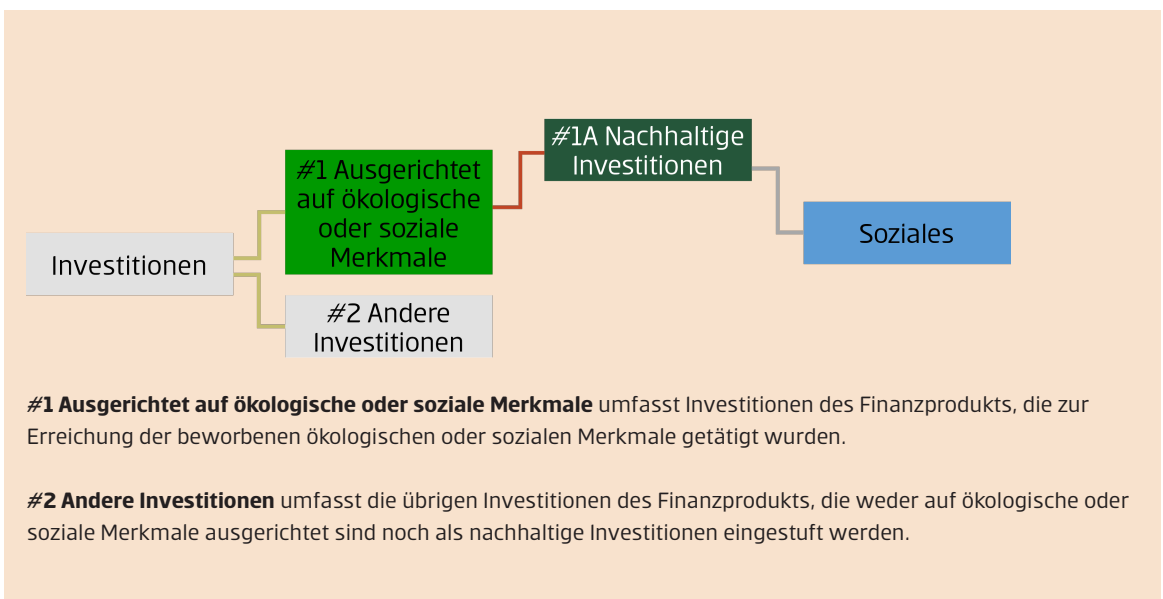 #1A Nachhaltige
Investitionen
#1 Ausgerichtet
auf ökologische
oder soziale
Merkmale
Soziales
Investitionen
#2 Andere
Investitionen
#1 Ausgerichtet auf ökologische oder soziale Merkmale umfasst Investitionen des Finanzprodukts, die zur
Erreichung der beworbenen ökologischen oder sozialen Merkmale getätigt wurden.
#2 Andere Investitionen umfasst die übrigen Investitionen des Finanzprodukts, die weder auf ökologische oder
soziale Merkmale ausgerichtet sind noch als nachhaltige Investitionen eingestuft werden.